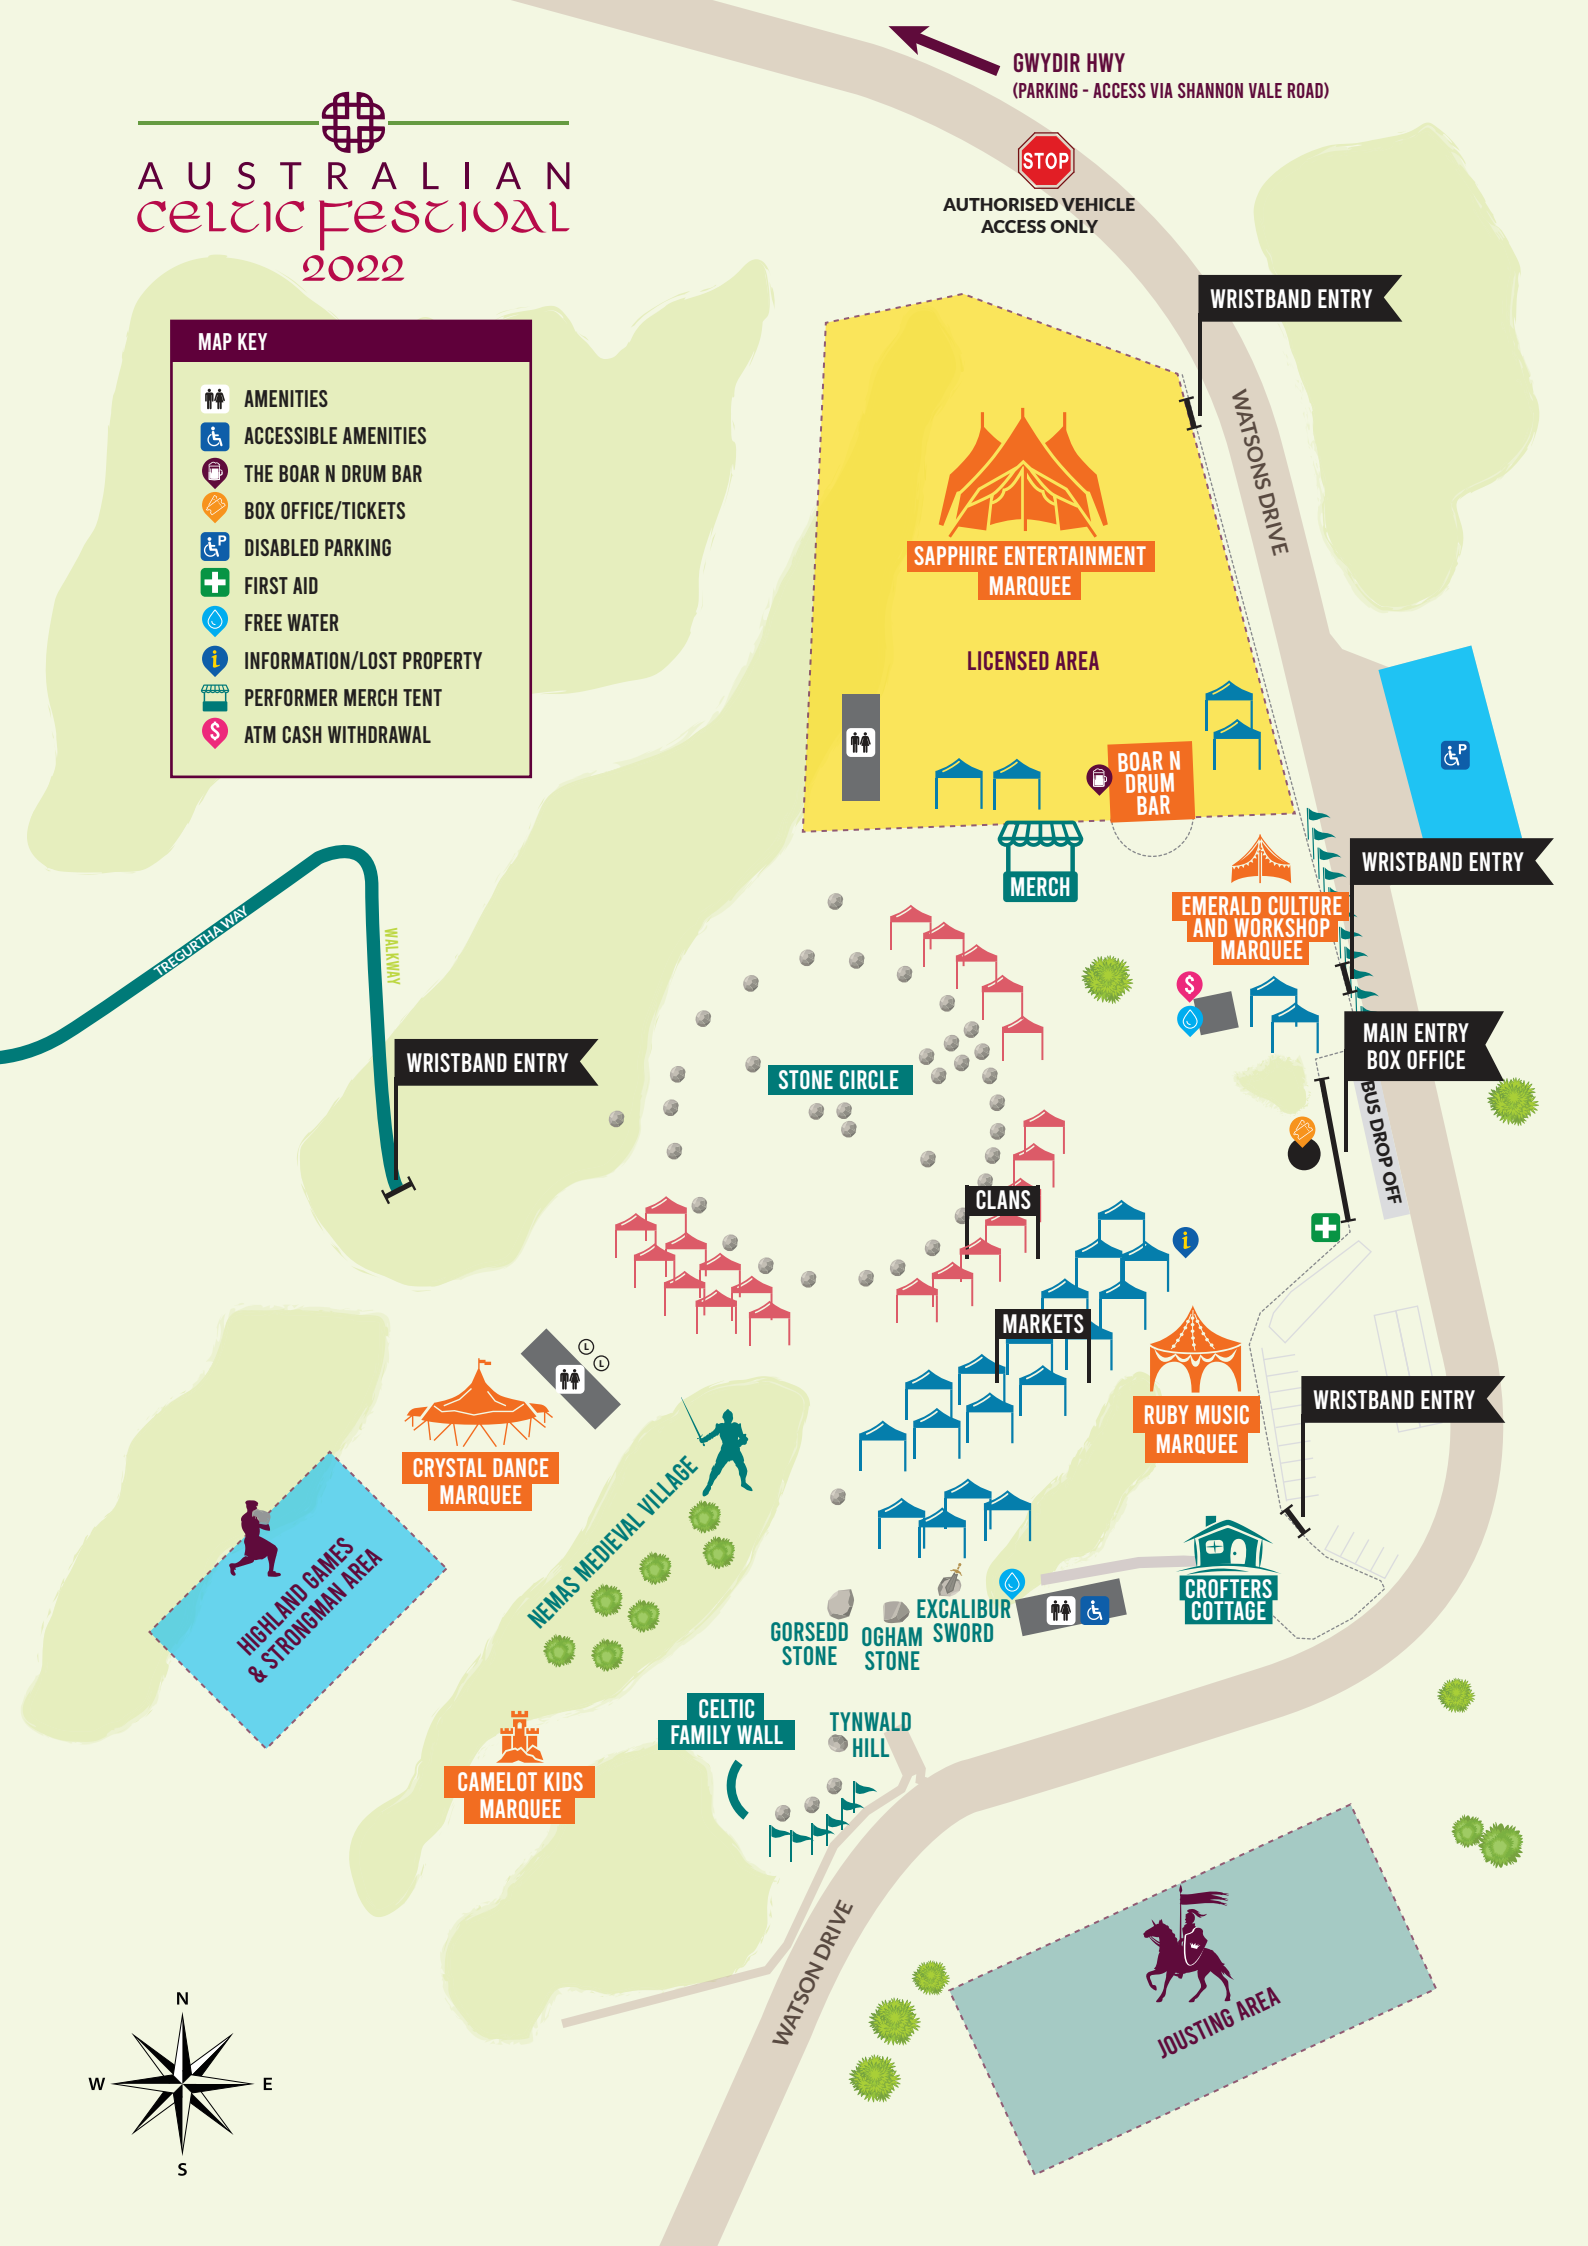 GWYDIR HWY
(PARKING - ACCESS VIA SHANNON VALE ROAD)
STOP
AUTHORISED VEHICLE
ACCESS ONLY
AUSTRALIAN
CELTIC FESTIVAL
2022
WRISTBAND ENTRY
MAP KEY
AMENITIES
ACCESSIBLE AMENITIES
THE BOAR N DRUM BAR
BOX OFFICE/TICKETS
P
DISABLED PARKING
FIRST AID
FREE WATER
i
INFORMATION/LOST PROPERTY
PERFORMER MERCH TENT
$
ATM CASH WITHDRAWAL
WATSONS DRIVE
SAPPHIRE ENTERTAINMENT
MARQUEE
LICENSED AREA
P
BOAR N
DRUM
BAR
MERCH
WRISTBAND ENTRY
EMERALD CULTURE
AND WORKSHOP
MARQUEE
$
TREGURTHA WAY
WALKWAY
WRISTBAND ENTRY
STONE CIRCLE
MAIN ENTRY
BOX OFFICE
BUS DROP OFF
CLANS
i
MARKETS
L
L
RUBY MUSIC
MARQUEE
WRISTBAND ENTRY
CRYSTAL DANCE
MARQUEE
NEMAS MEDIEVAL VILLAGE
HIGHLAND GAMES
& STRONGMAN AREA
GORSEDD
STONE
OGHAM
STONE
EXCALIBUR
SWORD
CROFTERS
COTTAGE
CELTIC
FAMILY WALL
TYNWALD
HILL
CAMELOT KIDS
MARQUEE
WATSON DRIVE
JOUSTING AREA
N
W
E
S